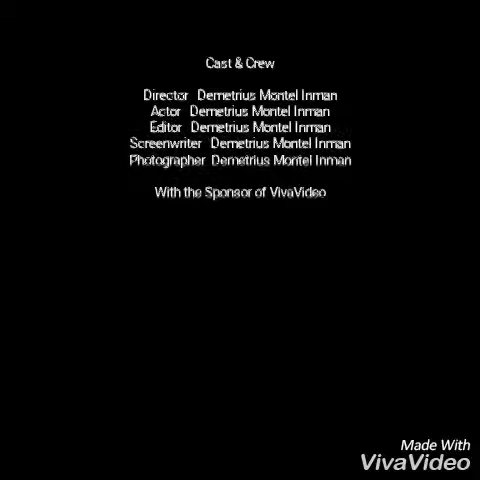 Cast & Crew
Director Demetrius Montel Inman
Actor Demetrius Montel Inman
Editor Demetrius Montel Inman
Screenwriter Demetrius Montel Inman
Photographer Demetrius Montel Inman
With the Sponsor of VivaVideo
Made With
VivaVideo